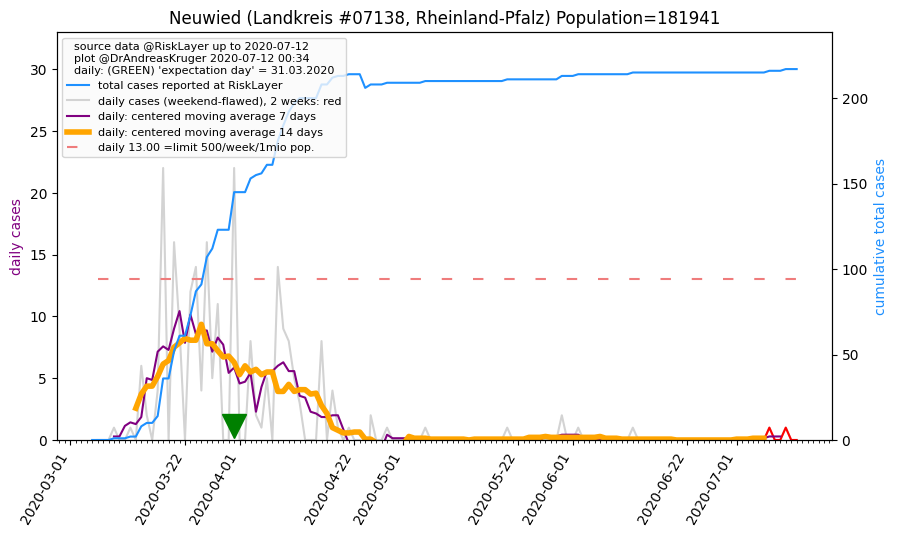 Neuwied (Landkreis #07138, Rheinland-Pfalz) Population=181941
source data @RiskLayer up to 2020-07-12
plot @DrAndreasKruger 2020-07-12 00:34
daily: (GREEN) 'expectation day' = 31.03.2020
total cases reported at RiskLayer
daily cases (weekend-flawed), 2 weeks: red
daily: centered moving average 7 days
daily: centered moving average 14 days
daily 13.00 =limit 500/week/1mio pop.
daily cases
30
25
20
15
10
5
0
cumulative total cases
200
150
100
50
0
2020-03-01
2020-03-22
2020-04-01
2020-04-22
2020-05-01
2020-05-22
2020-06-01
2020-06-22
2020-07-01